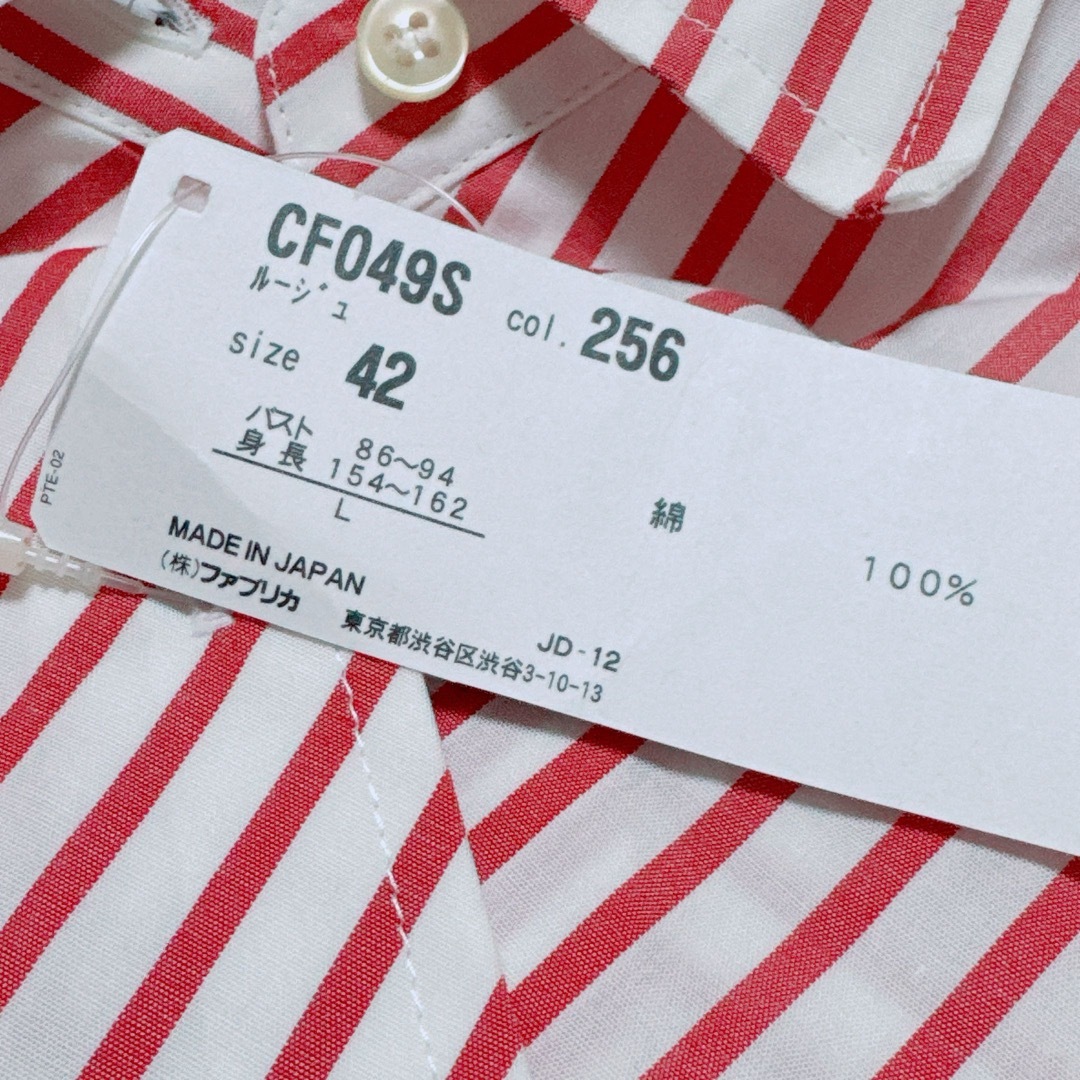 CF049S
ルージュ
col. 256
size 42
バスト 86〜94
身長 154〜162
L
綿 100%
PTE-02
MADE IN JAPAN
(株)ファブリカ
JD-12
東京都渋谷区渋谷3-10-13